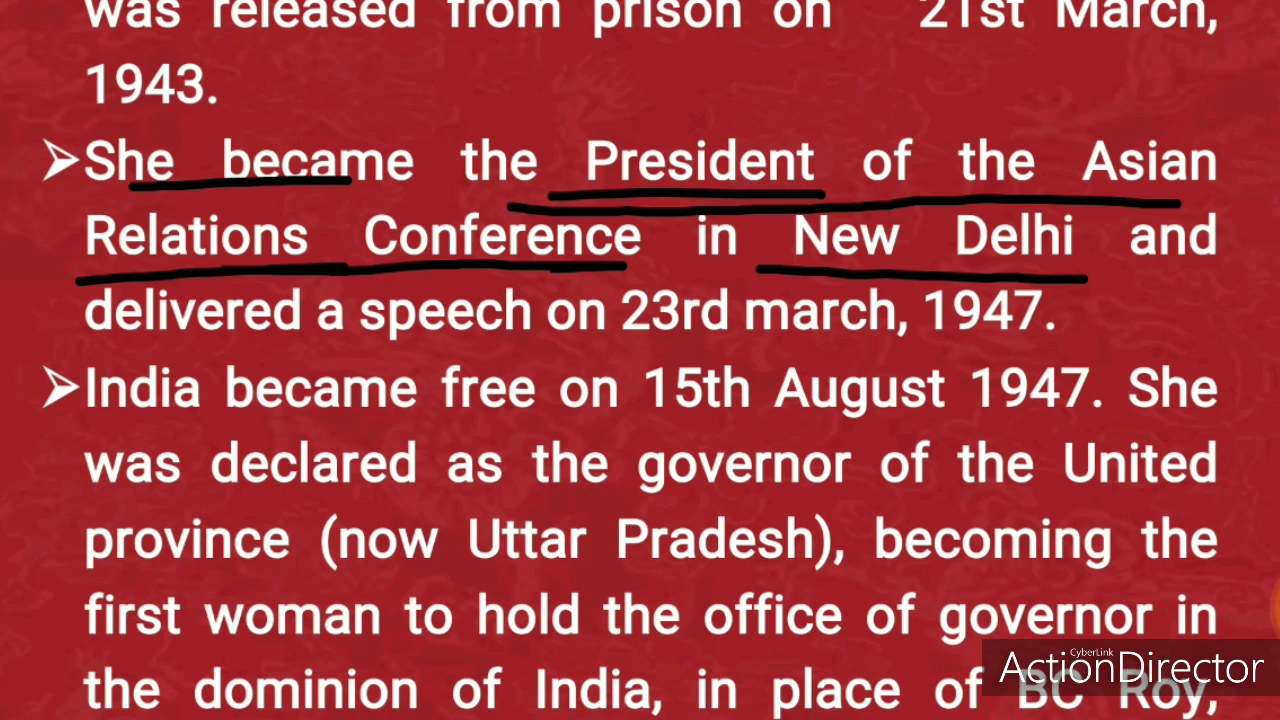 was released from prison on 21st March,
1943.
➢She became the President of the Asian
Relations Conference in New Delhi and
delivered a speech on 23rd march, 1947.
➢India became free on 15th August 1947. She
was declared as the governor of the United
province (now Uttar Pradesh), becoming the
first woman to hold the office of governor in
the dominion of India, in place of BC Roy,
CyberLink
ActionDirector